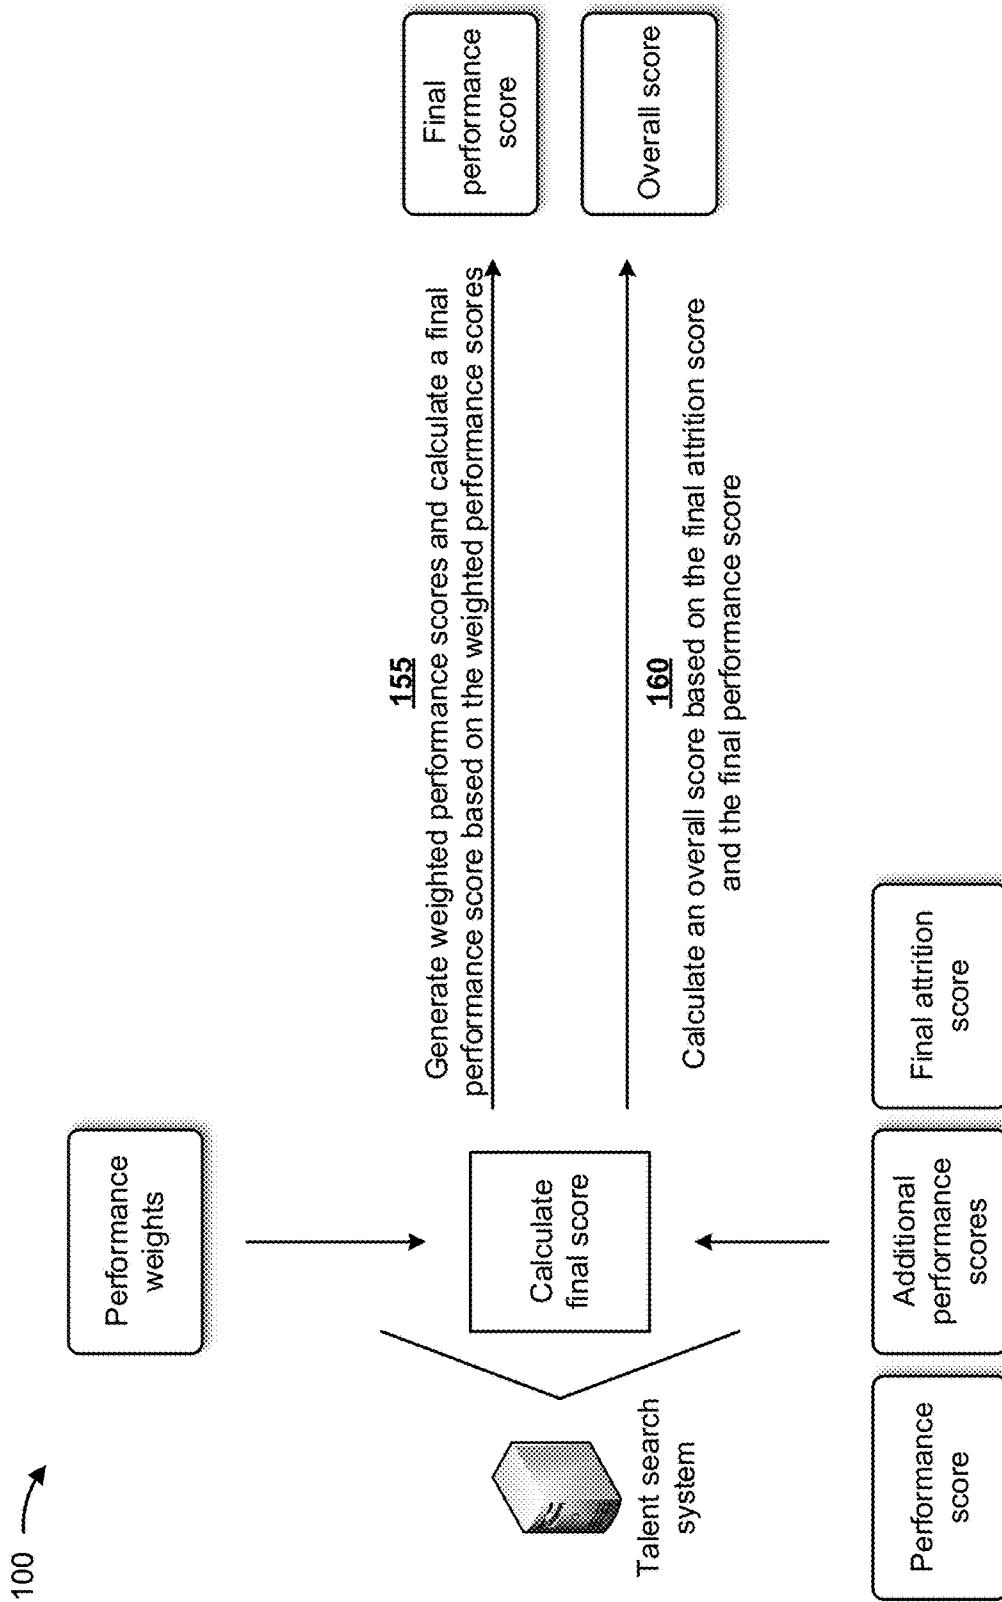 100
Performance
weights
155
Generate weighted performance scores and calculate a final
performance score based on the weighted performance scores
Final
performance
score
Talent search
system
Calculate
final score
160
Calculate an overall score based on the final attrition score
and the final performance score
Overall score
Performance
score
Additional
performance
scores
Final attrition
score